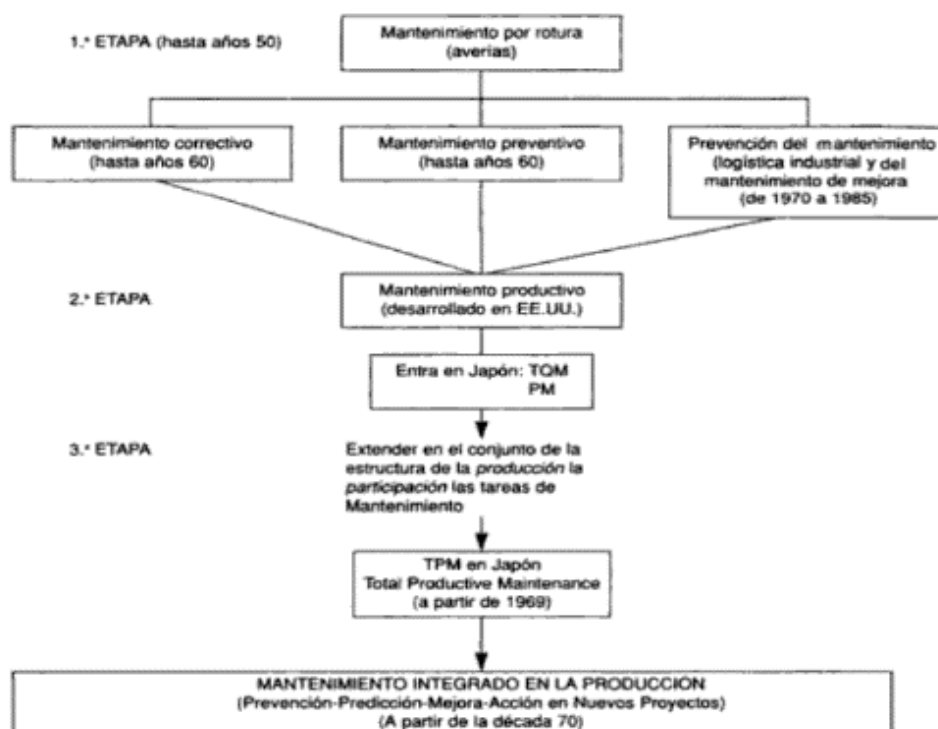 1.ª ETAPA (hasta años 50)
Mantenimiento por rotura
(averías)
Mantenimiento correctivo
(hasta años 60)
Mantenimiento preventivo
(hasta años 60)
Prevención del mantenimiento
(logística industrial y del
mantenimiento de mejora
(de 1970 a 1985)
2.ª ETAPA
Mantenimiento productivo
(desarrollado en EE.UU.)
Entra en Japón: TQM
PM
3.ª ETAPA
Extender en el conjunto de la
estructura de la producción la
participación las tareas de
Mantenimiento
TPM en Japón
Total Productive Maintenance
(a partir de 1969)
MANTENIMIENTO INTEGRADO EN LA PRODUCCIÓN
(Prevención-Predicción-Mejora-Acción en Nuevos Proyectos)
(A partir de la década 70)